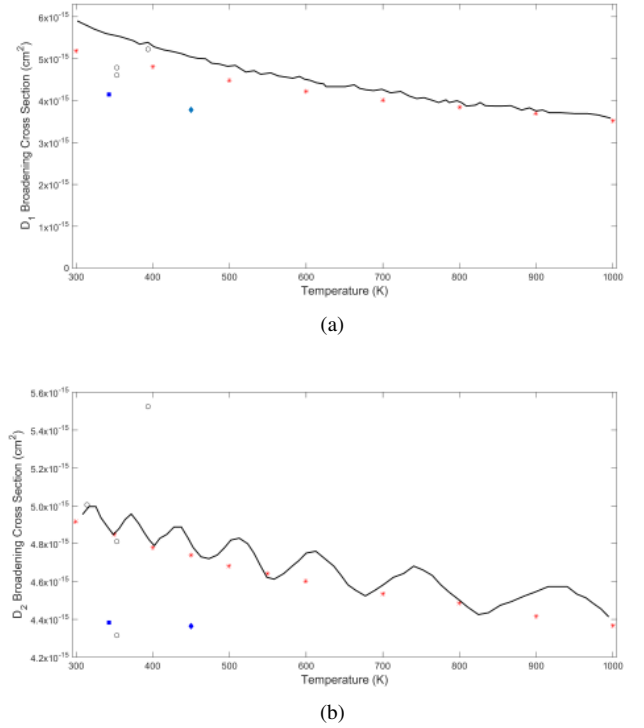 6x10⁻¹⁵
5x10⁻¹⁵
4x10⁻¹⁵
3x10⁻¹⁵
2x10⁻¹⁵
1x10⁻¹⁵
0
D₁ Broadening Cross Section (cm²)
300 400 500 600 700 800 900 1000
Temperature (K)
(a)
5.6x10⁻¹⁵
5.4x10⁻¹⁵
5.2x10⁻¹⁵
5.0x10⁻¹⁵
4.8x10⁻¹⁵
4.6x10⁻¹⁵
4.4x10⁻¹⁵
4.2x10⁻¹⁵
D₂ Broadening Cross Section (cm²)
300 400 500 600 700 800 900 1000
Temperature (K)
(b)